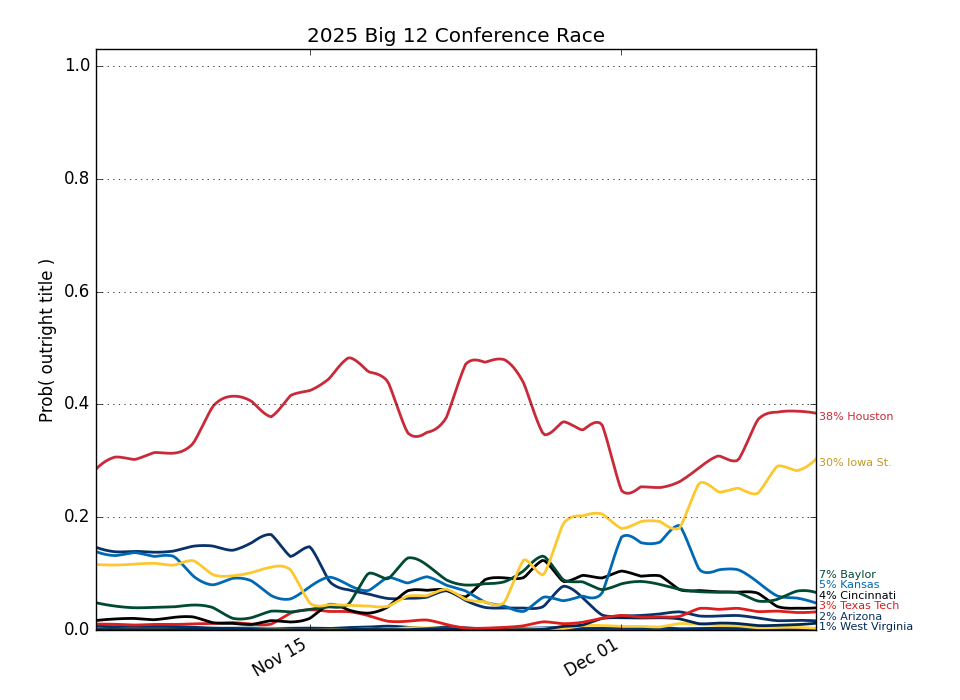 2025 Big 12 Conference Race
Prob( outright title )
1.0
0.8
0.6
0.4
0.2
0.0
Nov 15
Dec 01
38% Houston
30% Iowa St.
7% Baylor
5% Kansas
4% Cincinnati
3% Texas Tech
2% Arizona
1% West Virginia